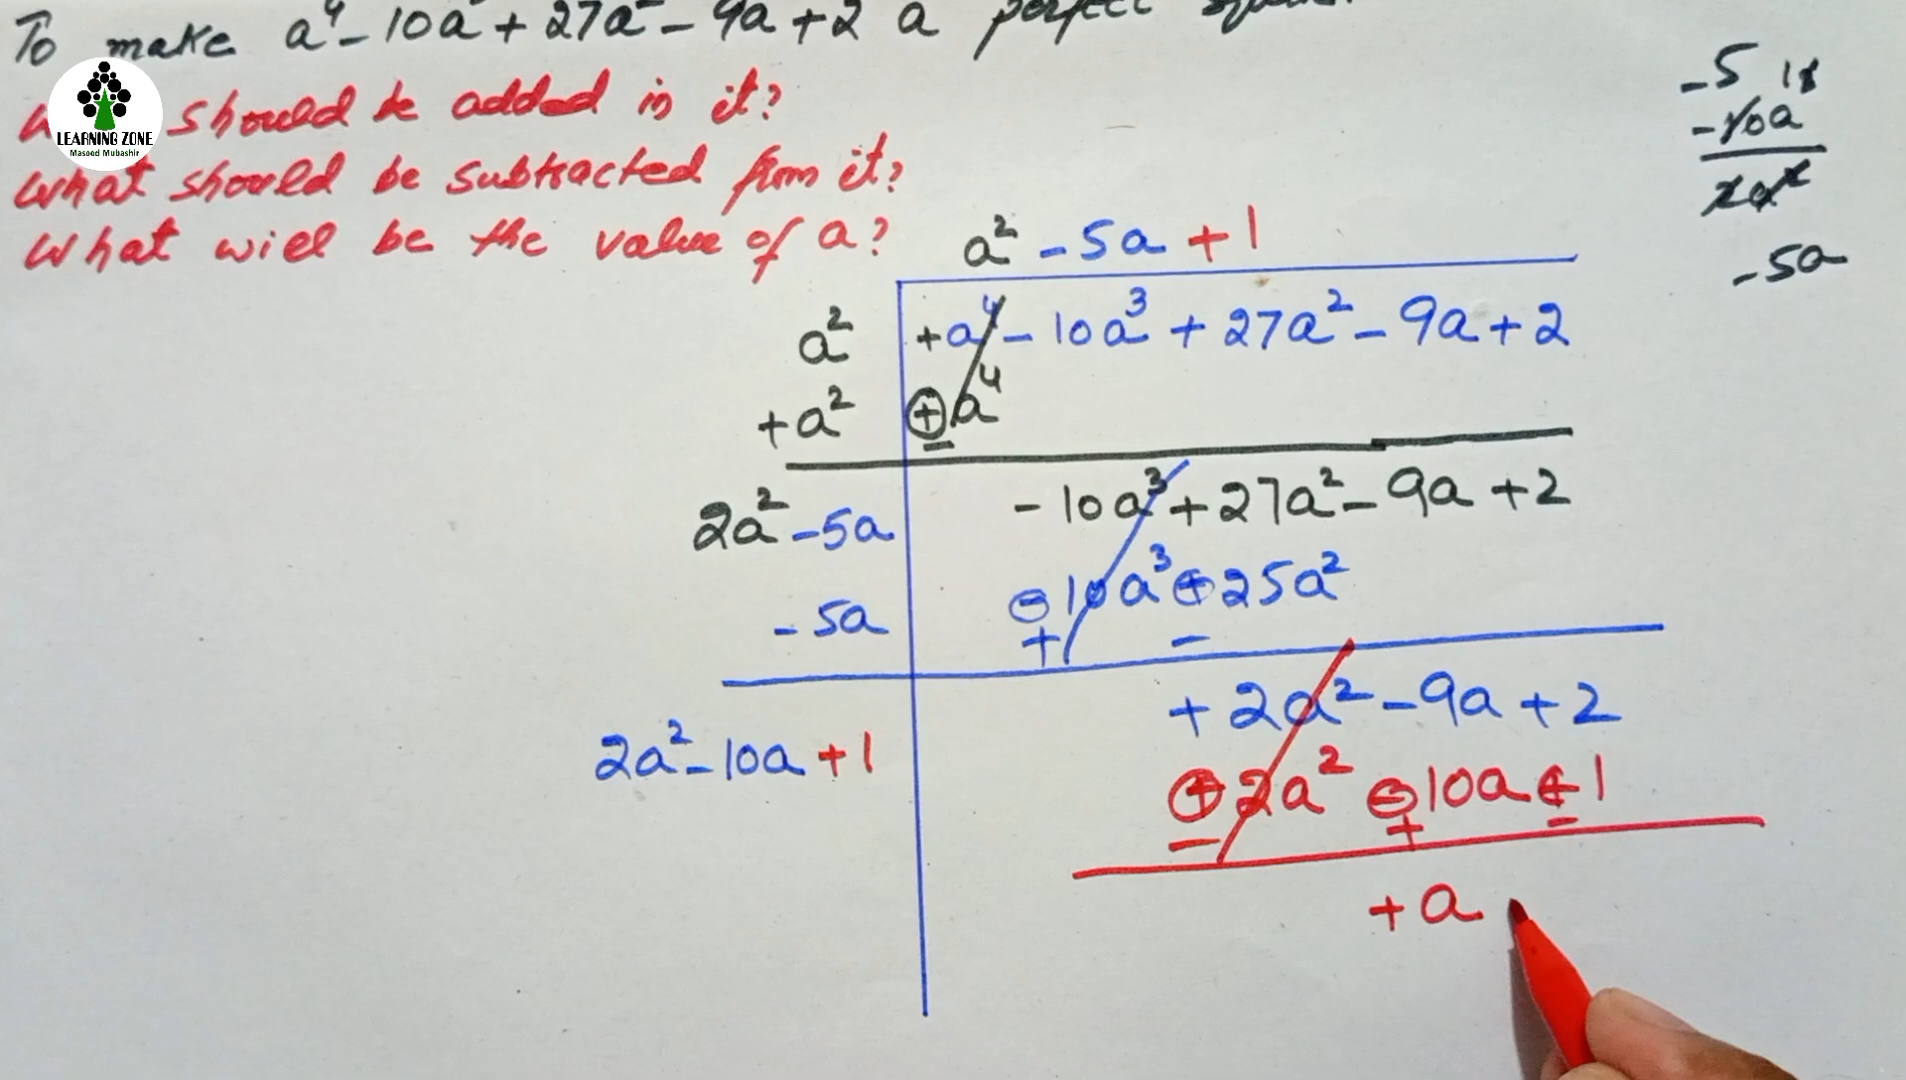 To make a⁴ - 10a³ + 27a² - 9a + 2 a perfect
should be added in it?
LEARNING ZONE
Masood Mubashir
What should be subtracted from it?
What will be the value of a?
-5 1
-10a
2a²
-5a
a² - 5a + 1
a² +a⁴ - 10a³ + 27a² - 9a + 2
+a² + a⁴
-
2a² - 5a - 10a³ + 27a² - 9a + 2
- 5a - 10a³ + 25a²
+ -
+ 2a² - 9a + 2
2a² - 10a + 1 + 2a² - 10a + 1
- + -
+ a